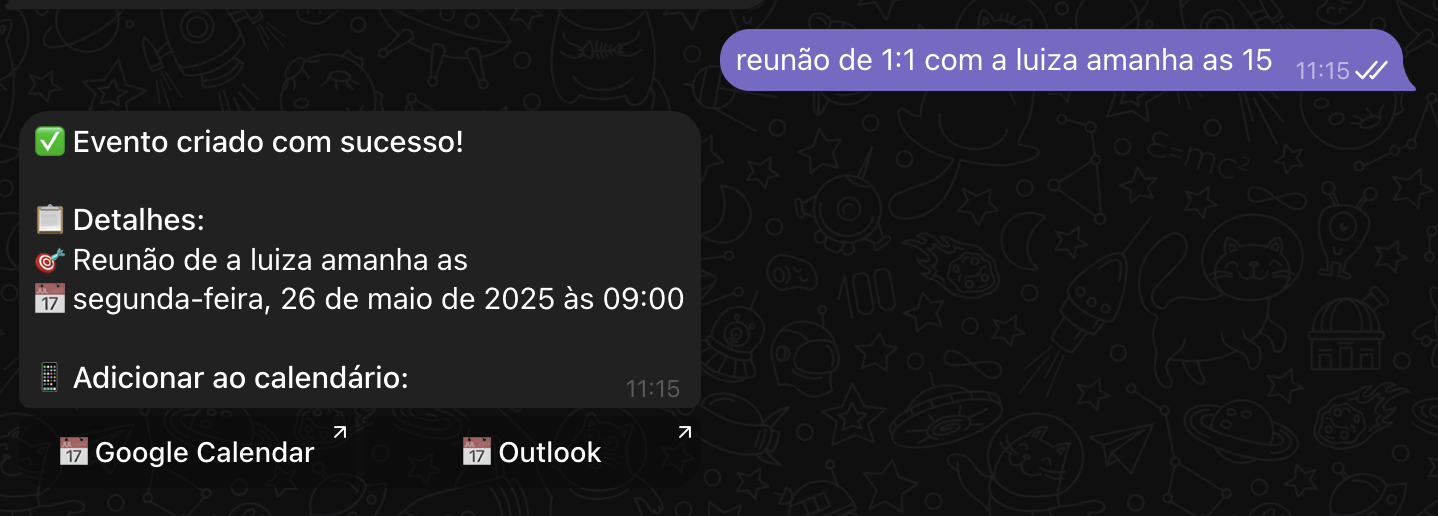 reunão de 1:1 com a luiza amanha as 15
11:15
✅ Evento criado com sucesso!
📋 Detalhes:
🎯 Reunão de a luiza amanha as
📅 segunda-feira, 26 de maio de 2025 às 09:00
📱 Adicionar ao calendário:
11:15
📅 Google Calendar
📅 Outlook
E=mc²